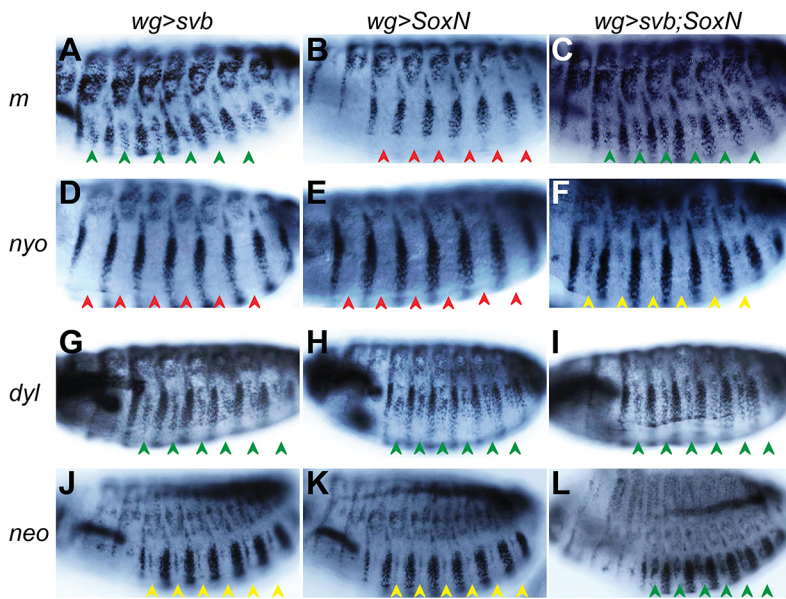 wg>svb wg>SoxN wg>svb;SoxN
m A B C
nyo D E F
dyl G H I
neo J K L